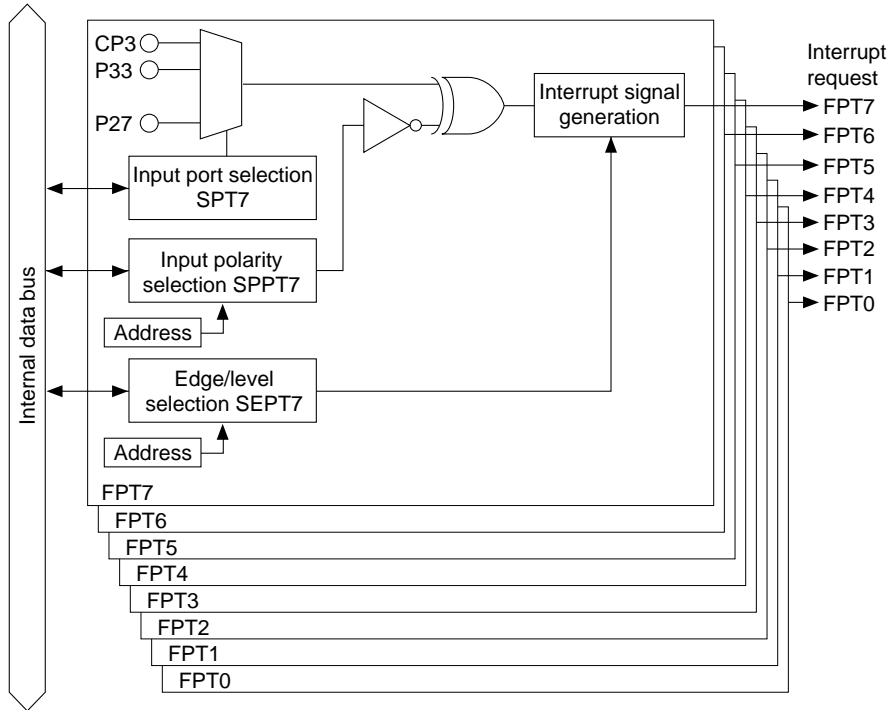 CP3
P33
P27
Input port selection
SPT7
Input polarity
selection SPPT7
Address
Edge/level
selection SEPT7
Address
Interrupt signal
generation
Internal data bus
Interrupt
request
FPT7
FPT6
FPT5
FPT4
FPT3
FPT2
FPT1
FPT0
FPT7
FPT6
FPT5
FPT4
FPT3
FPT2
FPT1
FPT0